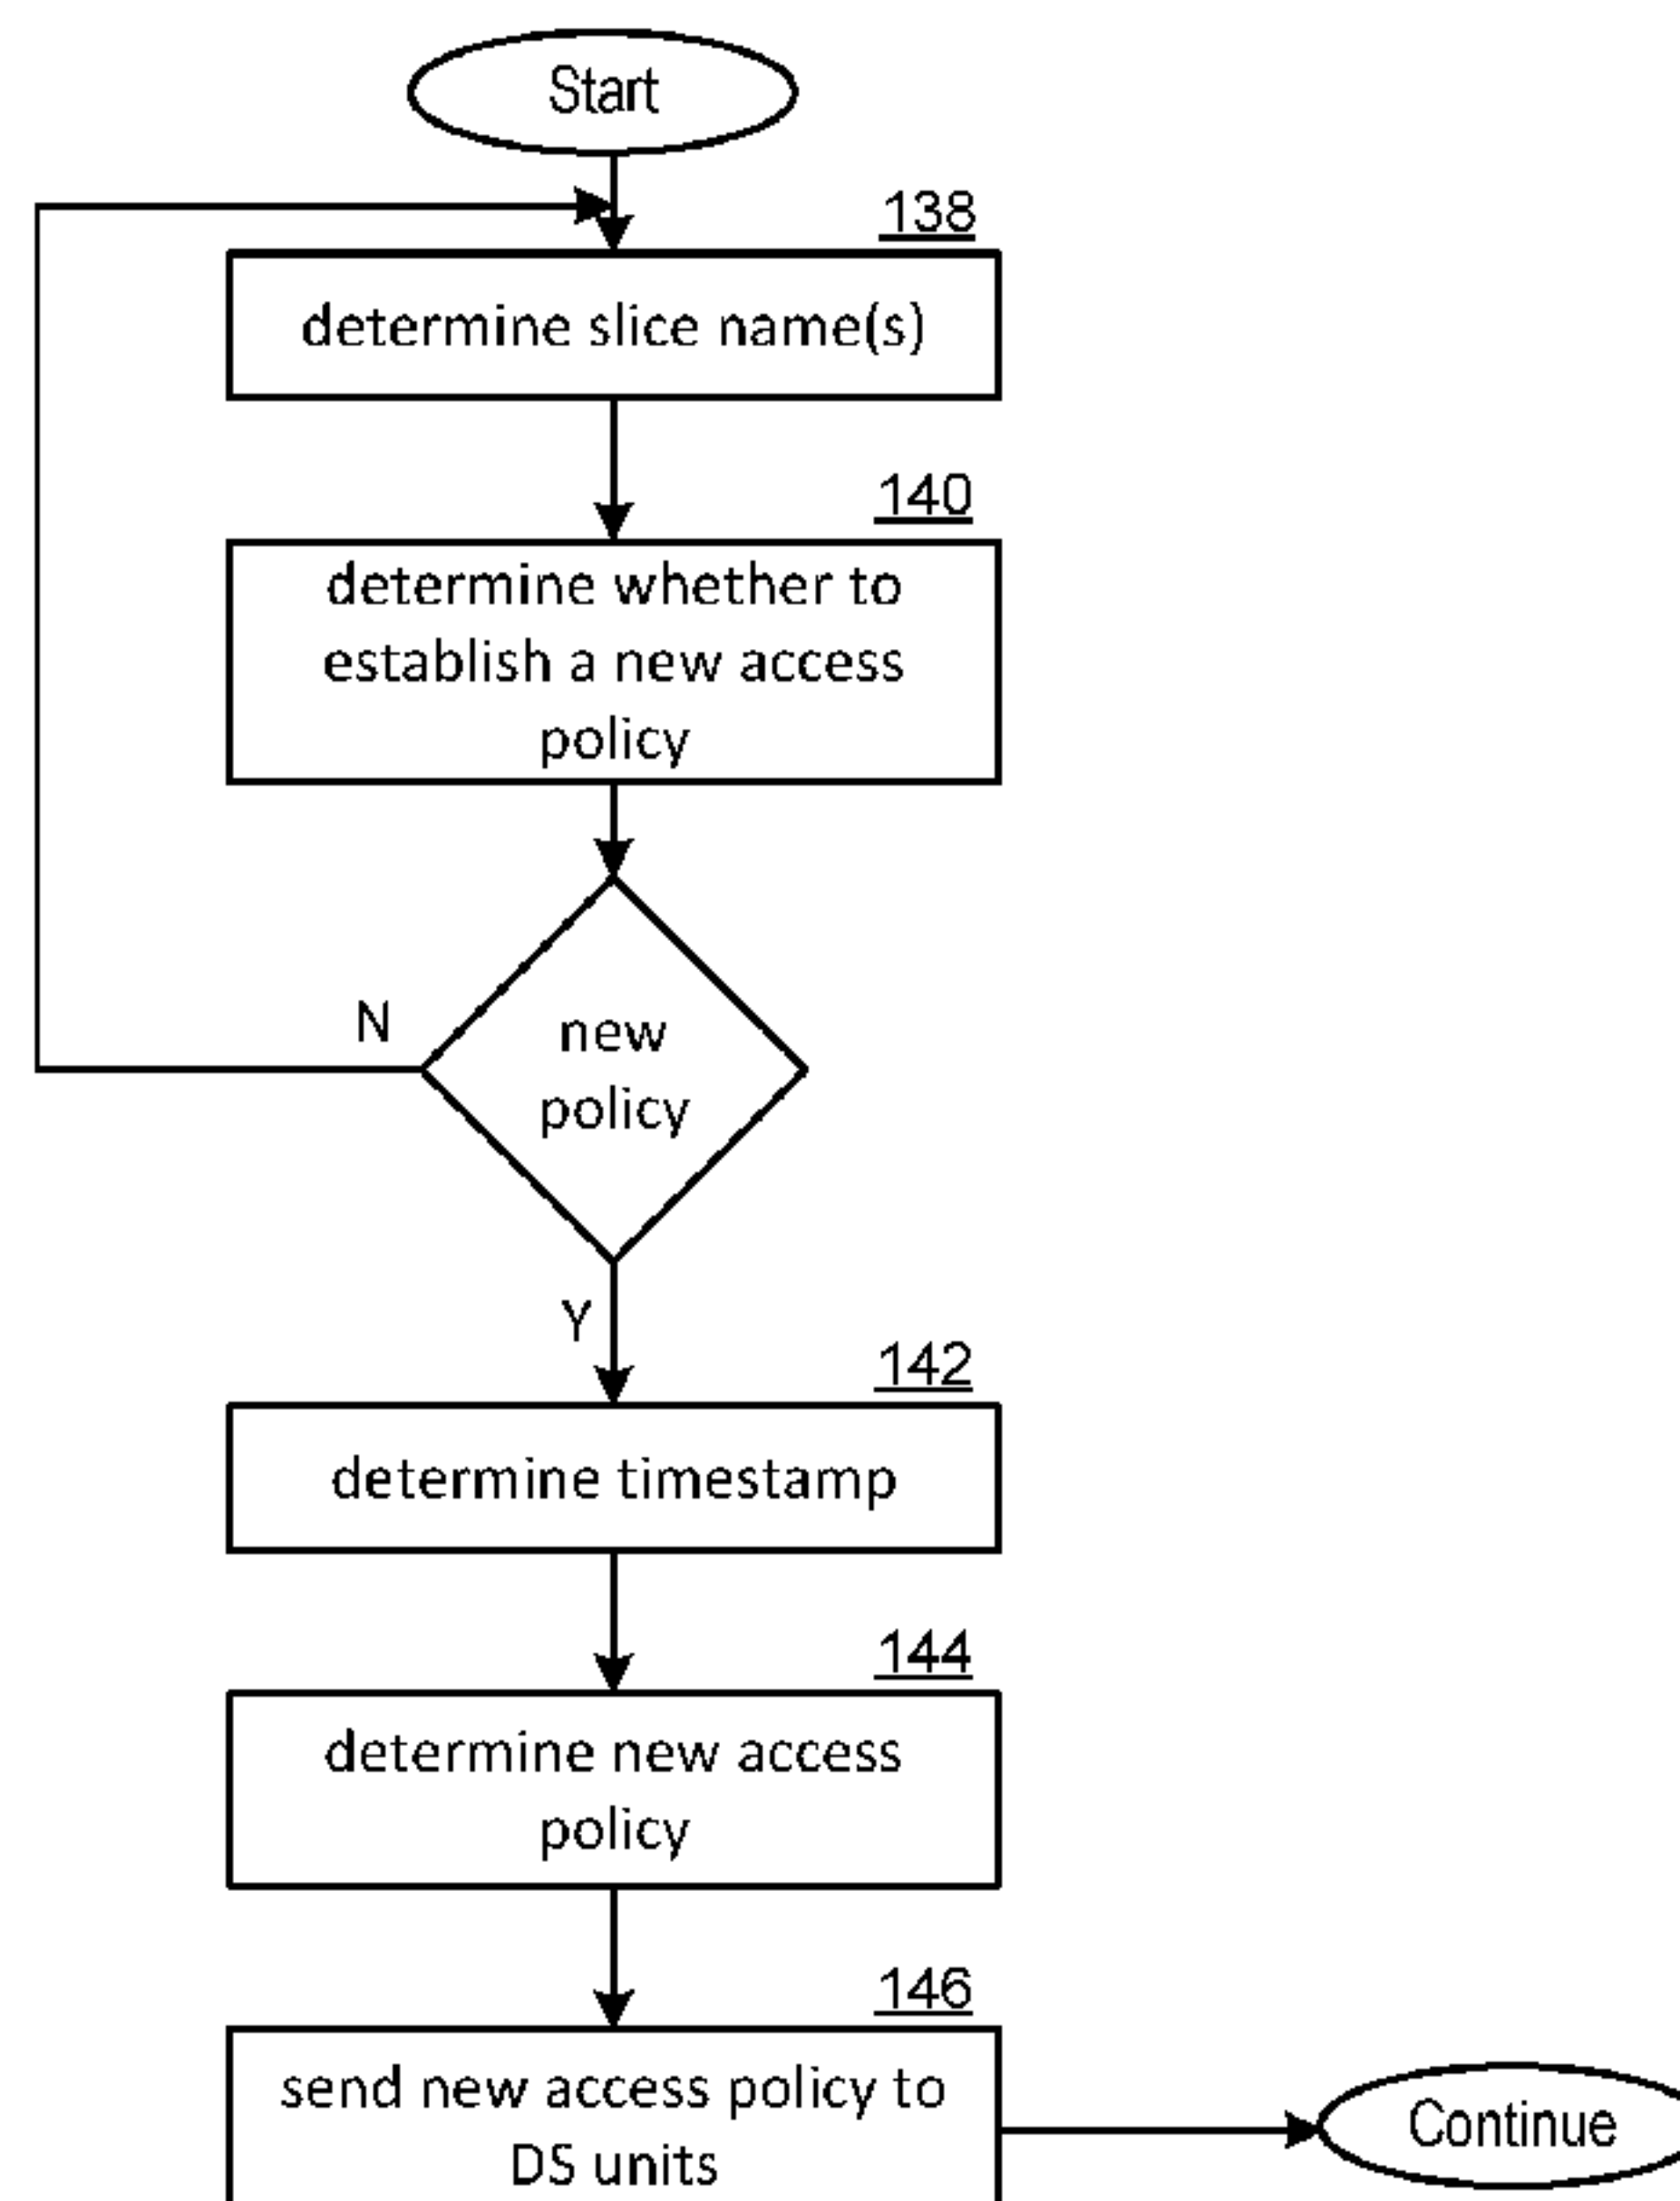 Start
138
determine slice name(s)
140
determine whether to
establish a new access
policy
N
new
policy
Y
142
determine timestamp
144
determine new access
policy
146
send new access policy to
DS units
Continue